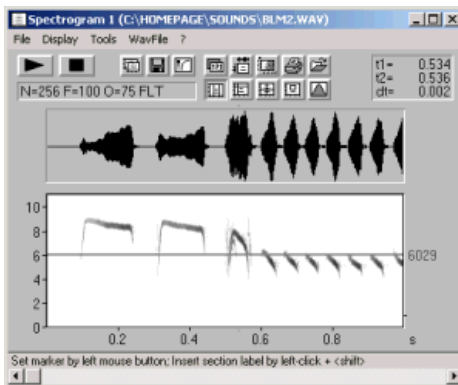 Spectrogram 1 (C:\HOMEPAGE\SOUNDS\BLM2.WAV)
File Display Tools WavFile ?
t1= 0.534
t2= 0.536
dt= 0.002
N=256 F=100 O=75 FLT
10
8
6
4
2
0
6029
0.2 0.4 0.6 0.8 s
Set marker by left mouse button; Insert section label by left-click + <shift>